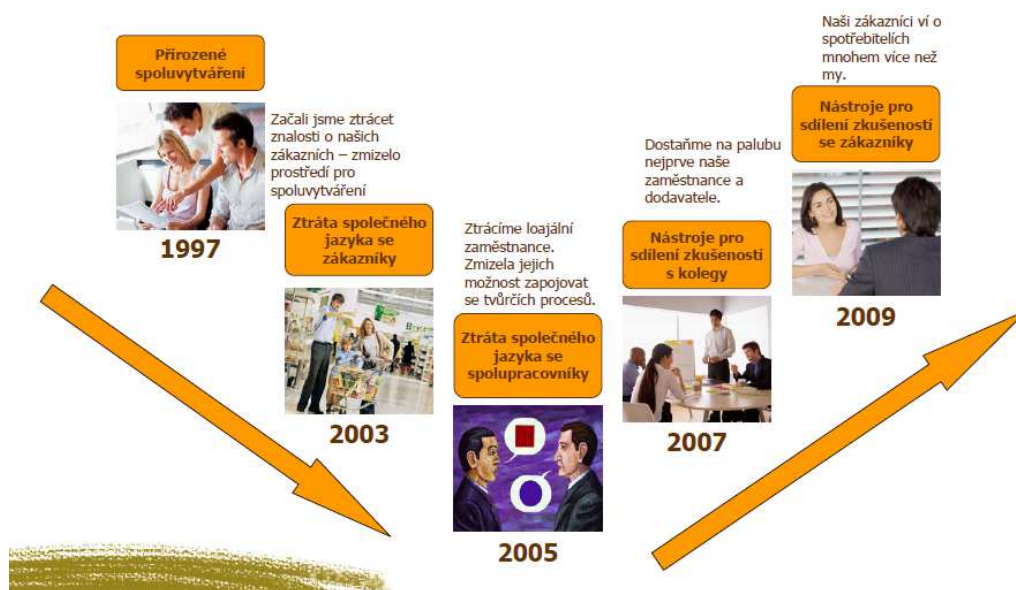 Přírozené
spoluvytváření
1997
Začali jsme ztrácet
znalosti o našich
zákazních – zmizelo
prostředí pro
spoluvytváření
Ztráta společného
jazyka se
zákazníky
2003
Ztrácíme loajální
zaměstnance.
Zmizela jejich
možnost zapojovat
se tvůrčích procesů.
Ztráta společného
jazyka se
spolupracovníky
2005
Dostaňme na palubu
nejprve naše
zaměstnance a
dodavatele.
Nástroje pro
sdílení zkušeností
s kolegy
2007
Naši zákazníci ví o
spotřebitelích
mnohem více než
my.
Nástroje pro
sdílení zkušeností
se zákazníky
2009